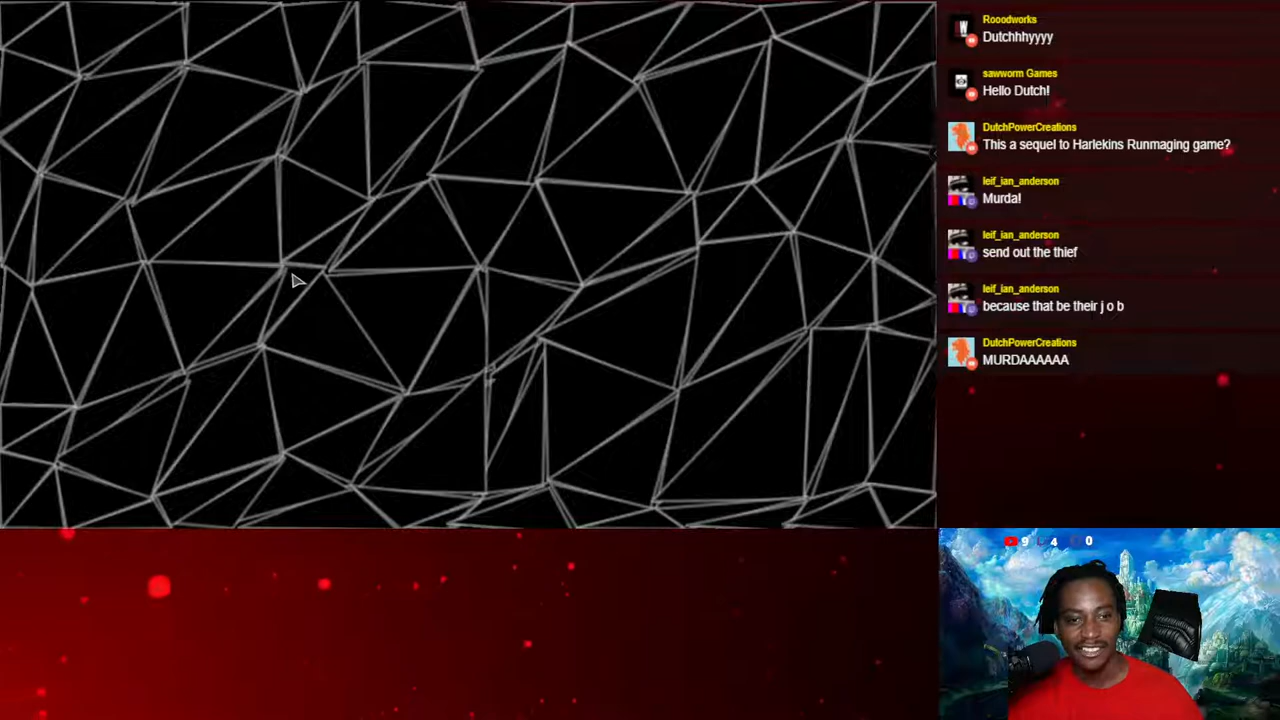 Rooodworks
Dutchhhyyyy
sawworm Games
Hello Dutch!
DutchPowerCreations
This a sequel to Harlekins Runmaging game?
leif_ian_anderson
Murda!
leif_ian_anderson
send out the thief
leif_ian_anderson
because that be their j o b
DutchPowerCreations
MURDAAAAAA
9 4 0